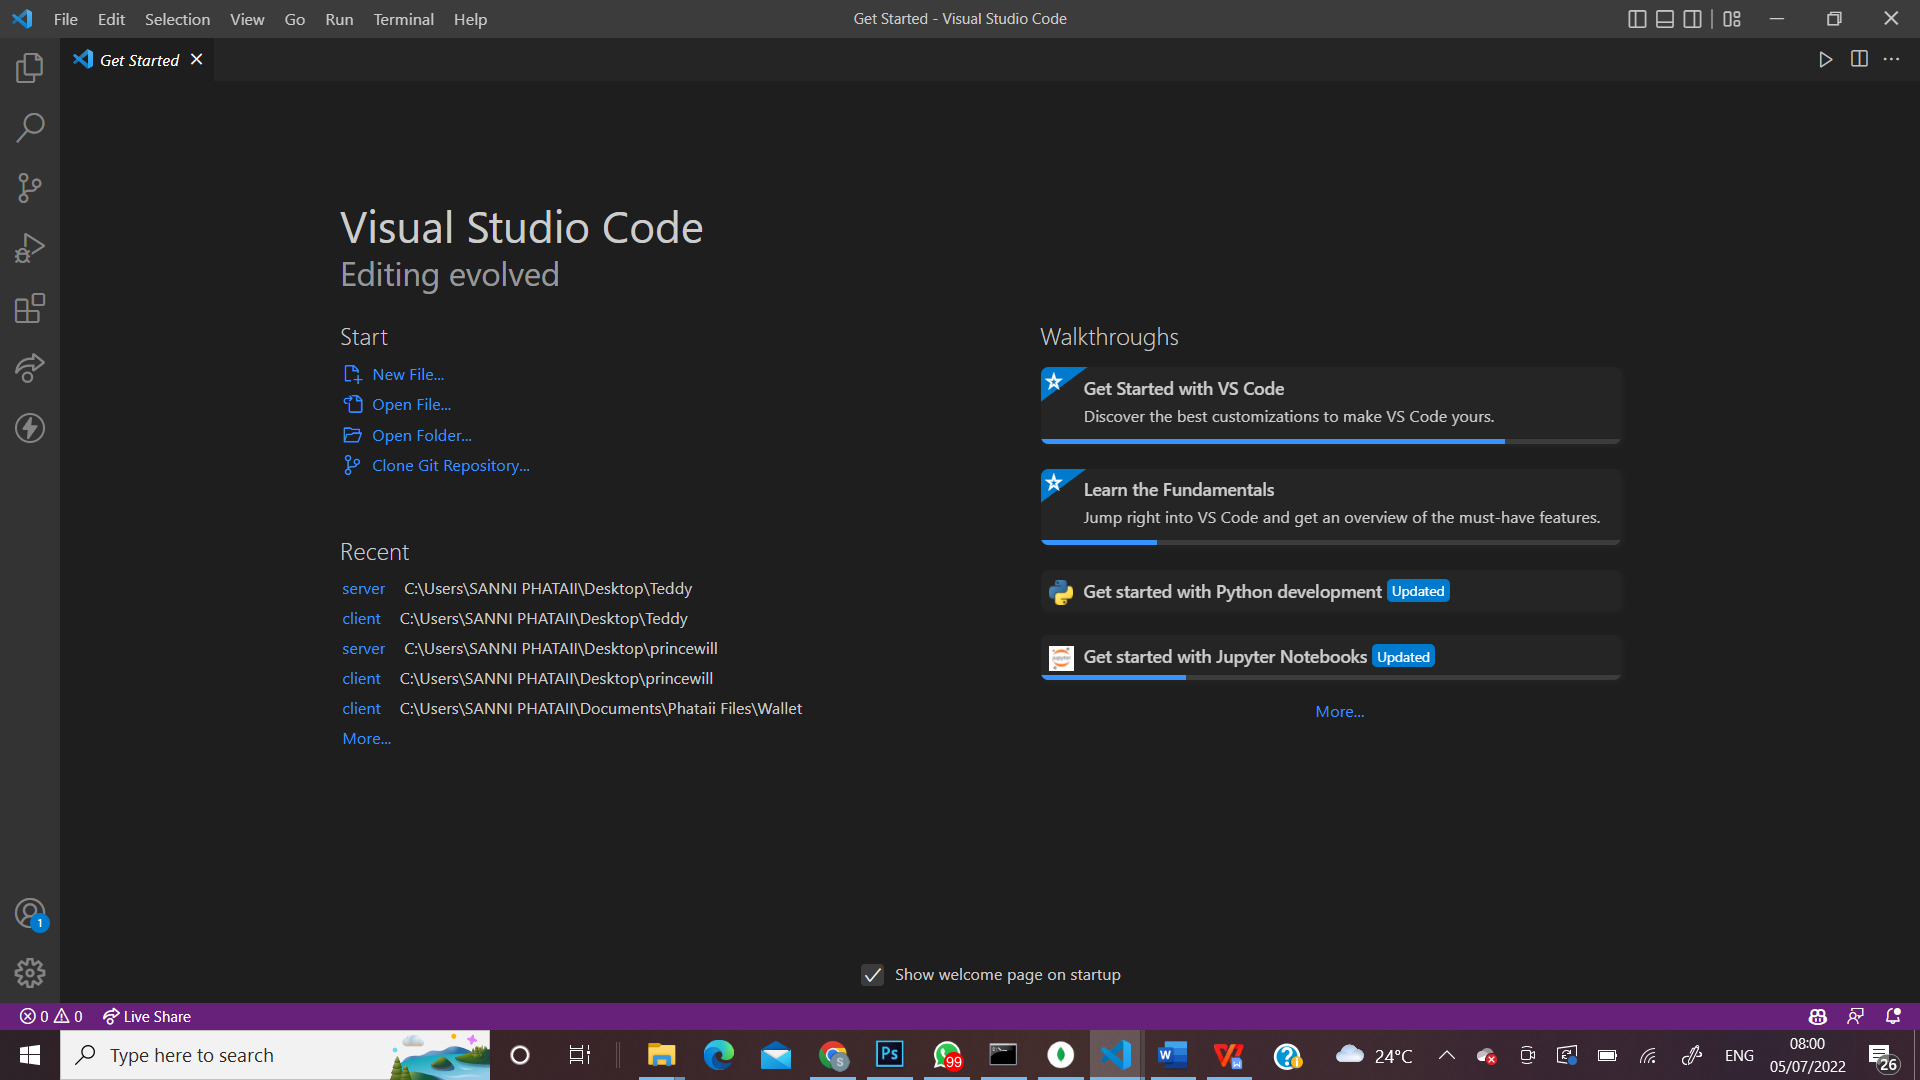 File Edit Selection View Go Run Terminal Help
Get Started - Visual Studio Code
Get Started
Visual Studio Code
Editing evolved
Start
New File...
Open File...
Open Folder...
Clone Git Repository...
Recent
server C:\Users\SANNI PHATAII\Desktop\Teddy
client C:\Users\SANNI PHATAII\Desktop\Teddy
server C:\Users\SANNI PHATAII\Desktop\princewill
client C:\Users\SANNI PHATAII\Desktop\princewill
client C:\Users\SANNI PHATAII\Documents\Phataii Files\Wallet
More...
Walkthroughs
Get Started with VS Code
Discover the best customizations to make VS Code yours.
Learn the Fundamentals
Jump right into VS Code and get an overview of the must-have features.
Get started with Python development Updated
Get started with Jupyter Notebooks Updated
More...
1
Show welcome page on startup
0 0 Live Share
Type here to search
S
Ps
99
W
24°C
ENG
08:00
05/07/2022
26